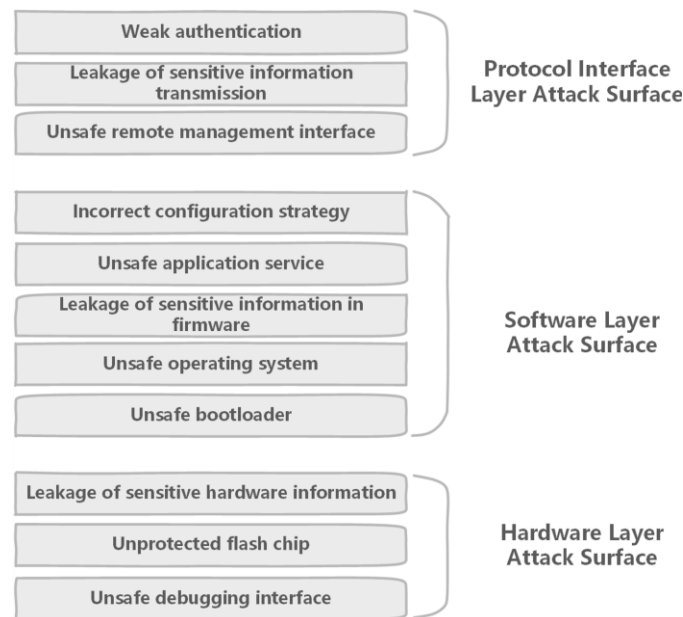 Weak authentication
Leakage of sensitive information
transmission
Unsafe remote management interface
Protocol Interface
Layer Attack Surface
Incorrect configuration strategy
Unsafe application service
Leakage of sensitive information in
firmware
Unsafe operating system
Unsafe bootloader
Software Layer
Attack Surface
Leakage of sensitive hardware information
Unprotected flash chip
Unsafe debugging interface
Hardware Layer
Attack Surface